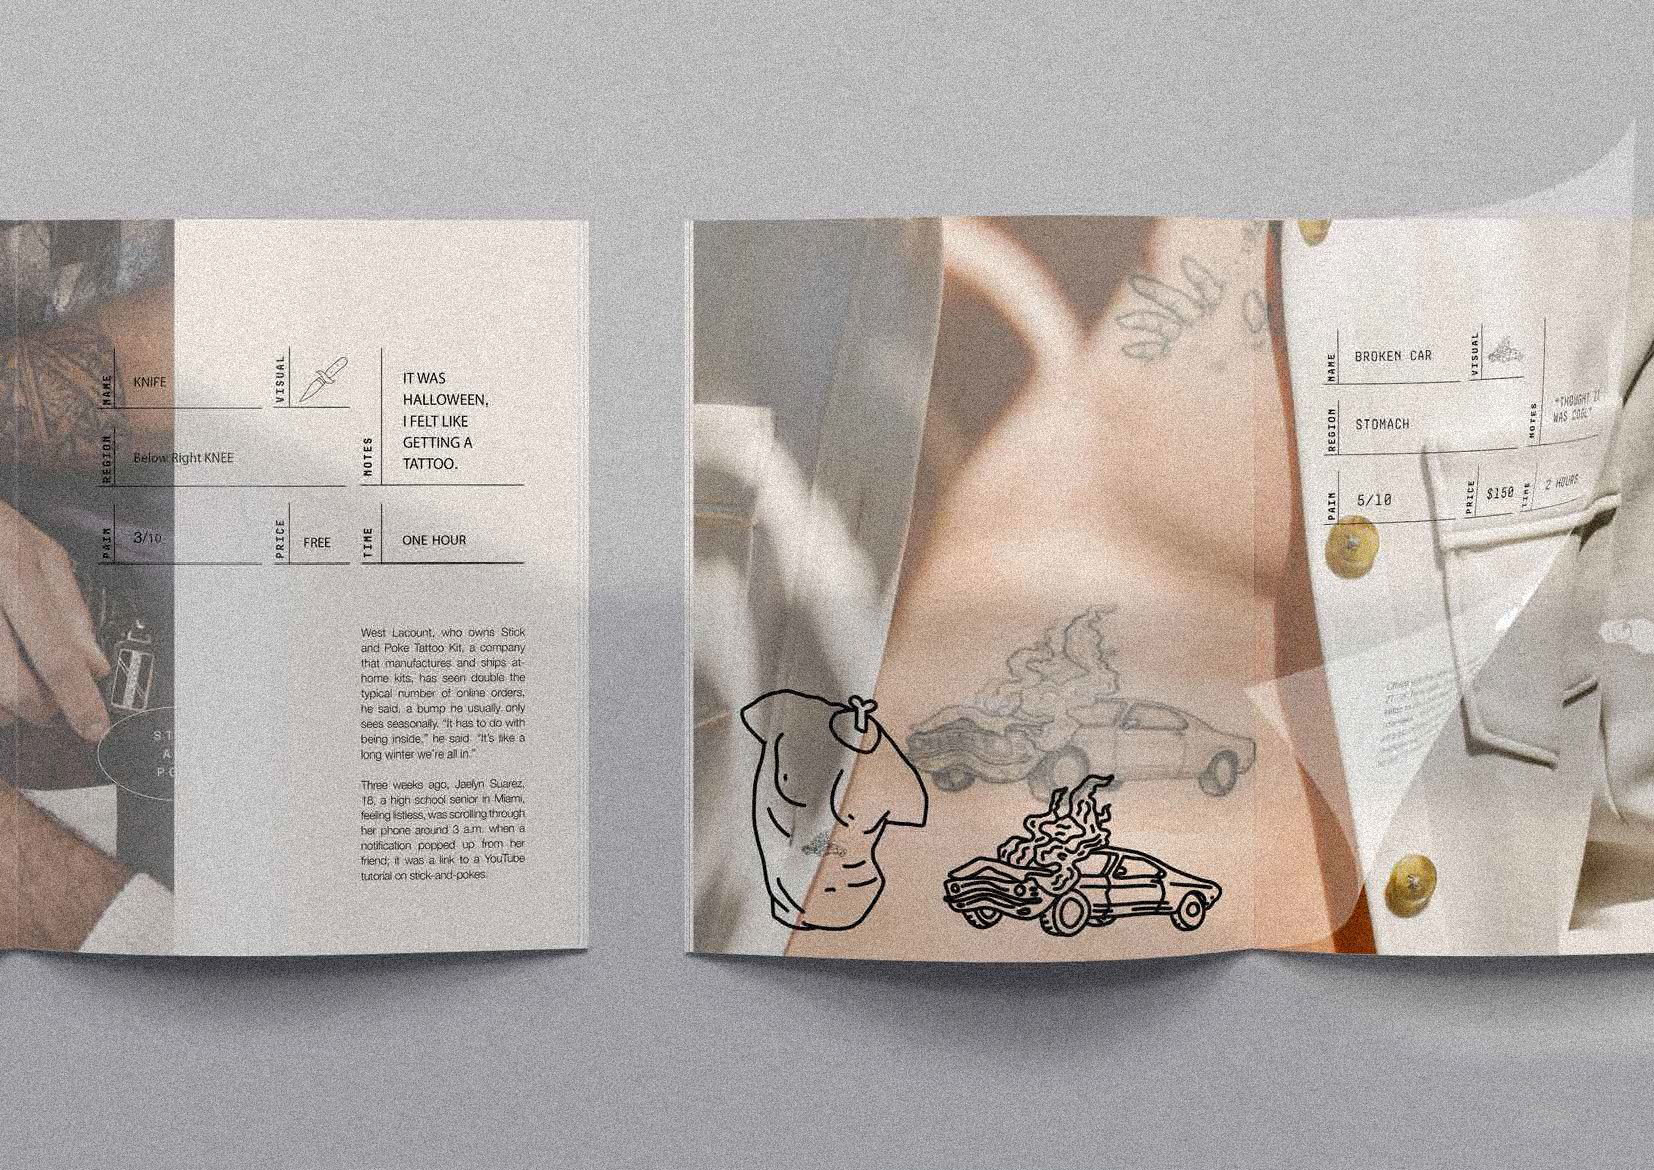 NAME
KNIFE
VISUAL
REGION
Below Right KNEE
NOTES
IT WAS
HALLOWEEN,
I FELT LIKE
GETTING A
TATTOO.
PAIN
3/10
PRICE
FREE
TIME
ONE HOUR
West Lacount, who owns Stick
and Poke Tattoo Kit, a company
that manufactures and ships at-
home kits, has seen double the
typical number of online orders,
he said, a bump he usually only
sees seasonally. “It has to do with
being inside,” he said. “It’s like a
long winter we’re all in.”
Three weeks ago, Jaelyn Suarez,
18, a high school senior in Miami,
feeling listless, was scrolling through
her phone around 3 a.m. when a
notification popped up from her
friend; it was a link to a YouTube
tutorial on stick-and-pokes.
ST
A
PO
NAME
BROKEN CAR
VISUAL
REGION
STOMACH
NOTES
"THOUGHT IT
WAS COOL"
PAIN
5/10
PRICE
$150
TIME
2 HOURS